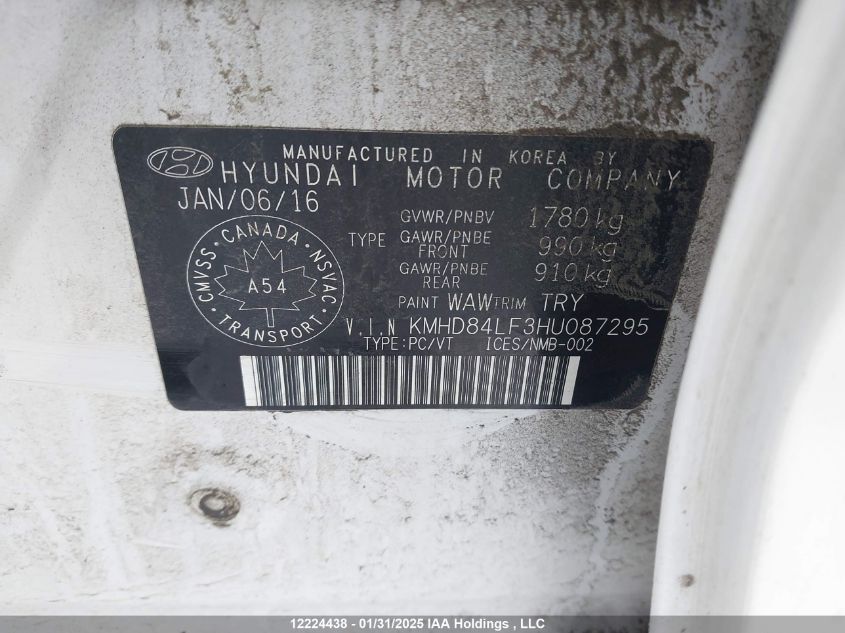 MANUFACTURED IN KOREA BY
HYUNDAI MOTOR COMPANY
JAN/06/16
GVWR/PNBV 1780 kg
TYPE GAWR/PNBE FRONT 990 kg
GAWR/PNBE REAR 910 kg
CMVSS · CANADA · NSVAC
A54
TRANSPORT
PAINT WAW TRIM TRY
V.I.N KMHD84LF3HU087295
TYPE:PC/VT ICES/NMB-002
12224438 - 01/31/2025 IAA Holdings , LLC